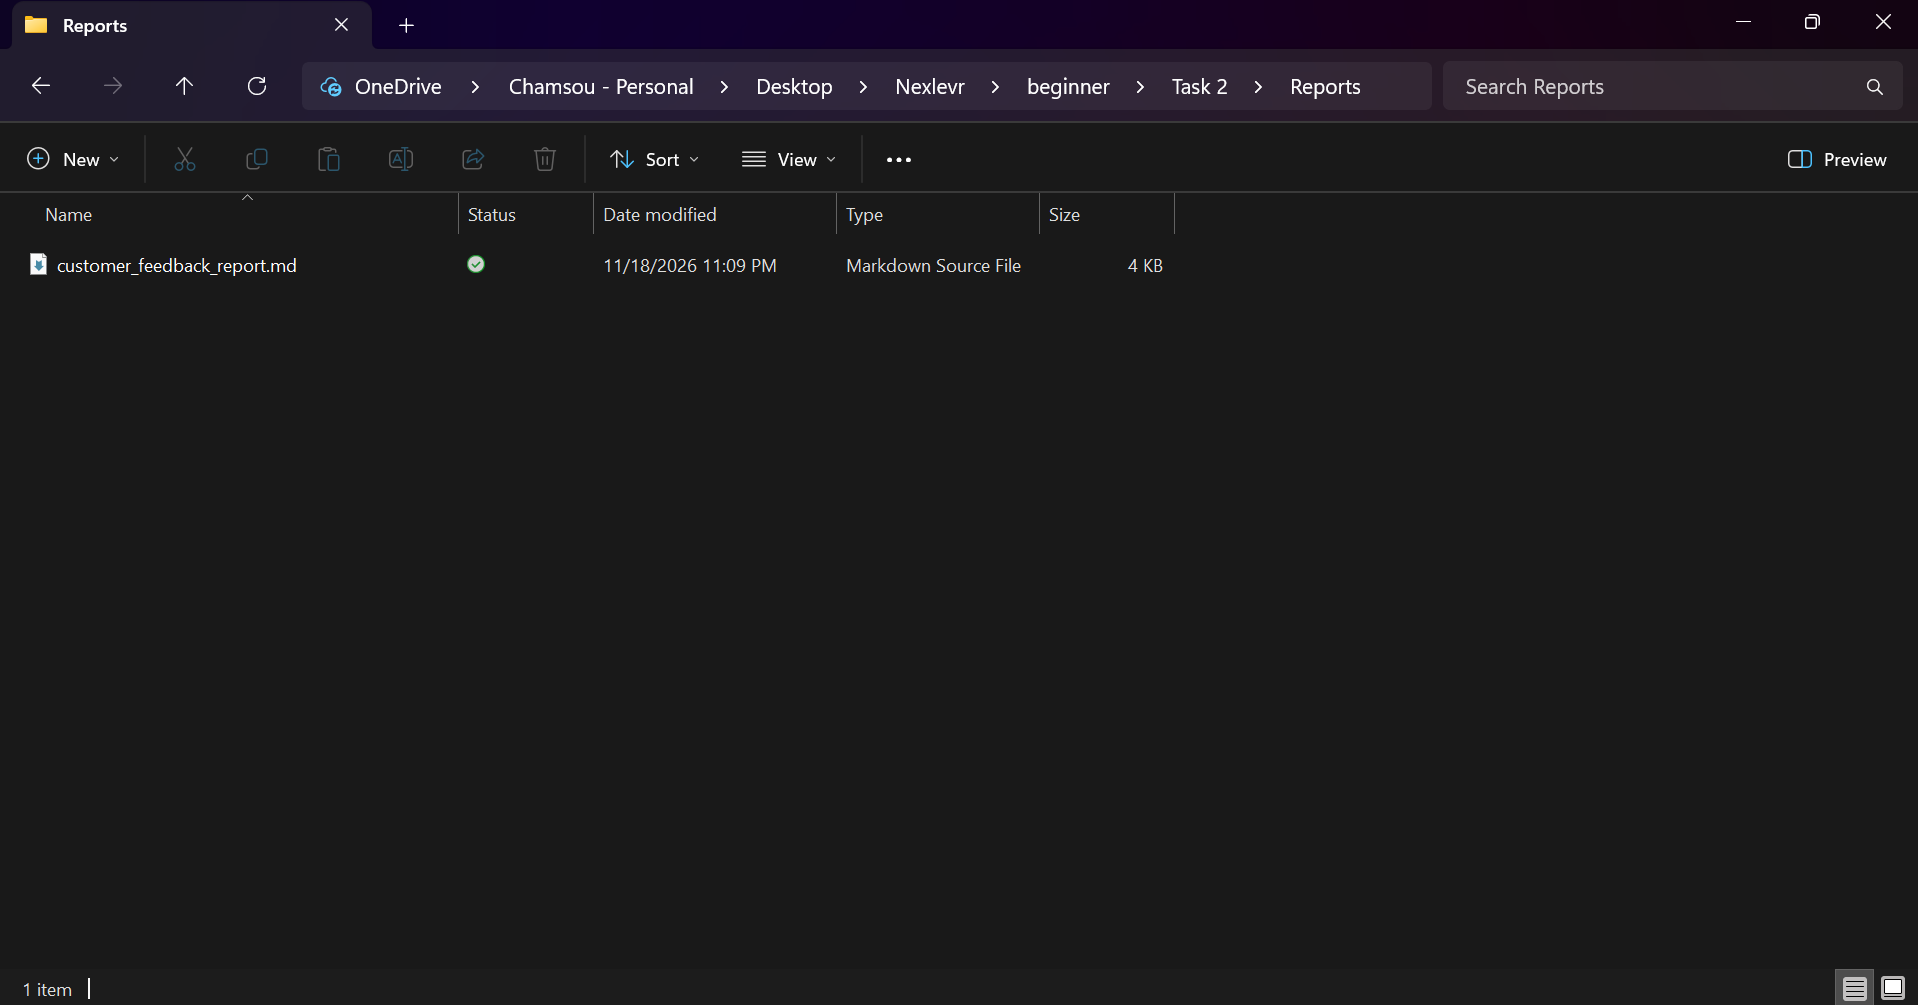 Reports
OneDrive > Chamsou - Personal > Desktop > Nexlevr > beginner > Task 2 > Reports
Search Reports
New
Sort
View
Preview
Name Status Date modified Type Size
customer_feedback_report.md 11/18/2026 11:09 PM Markdown Source File 4 KB
1 item